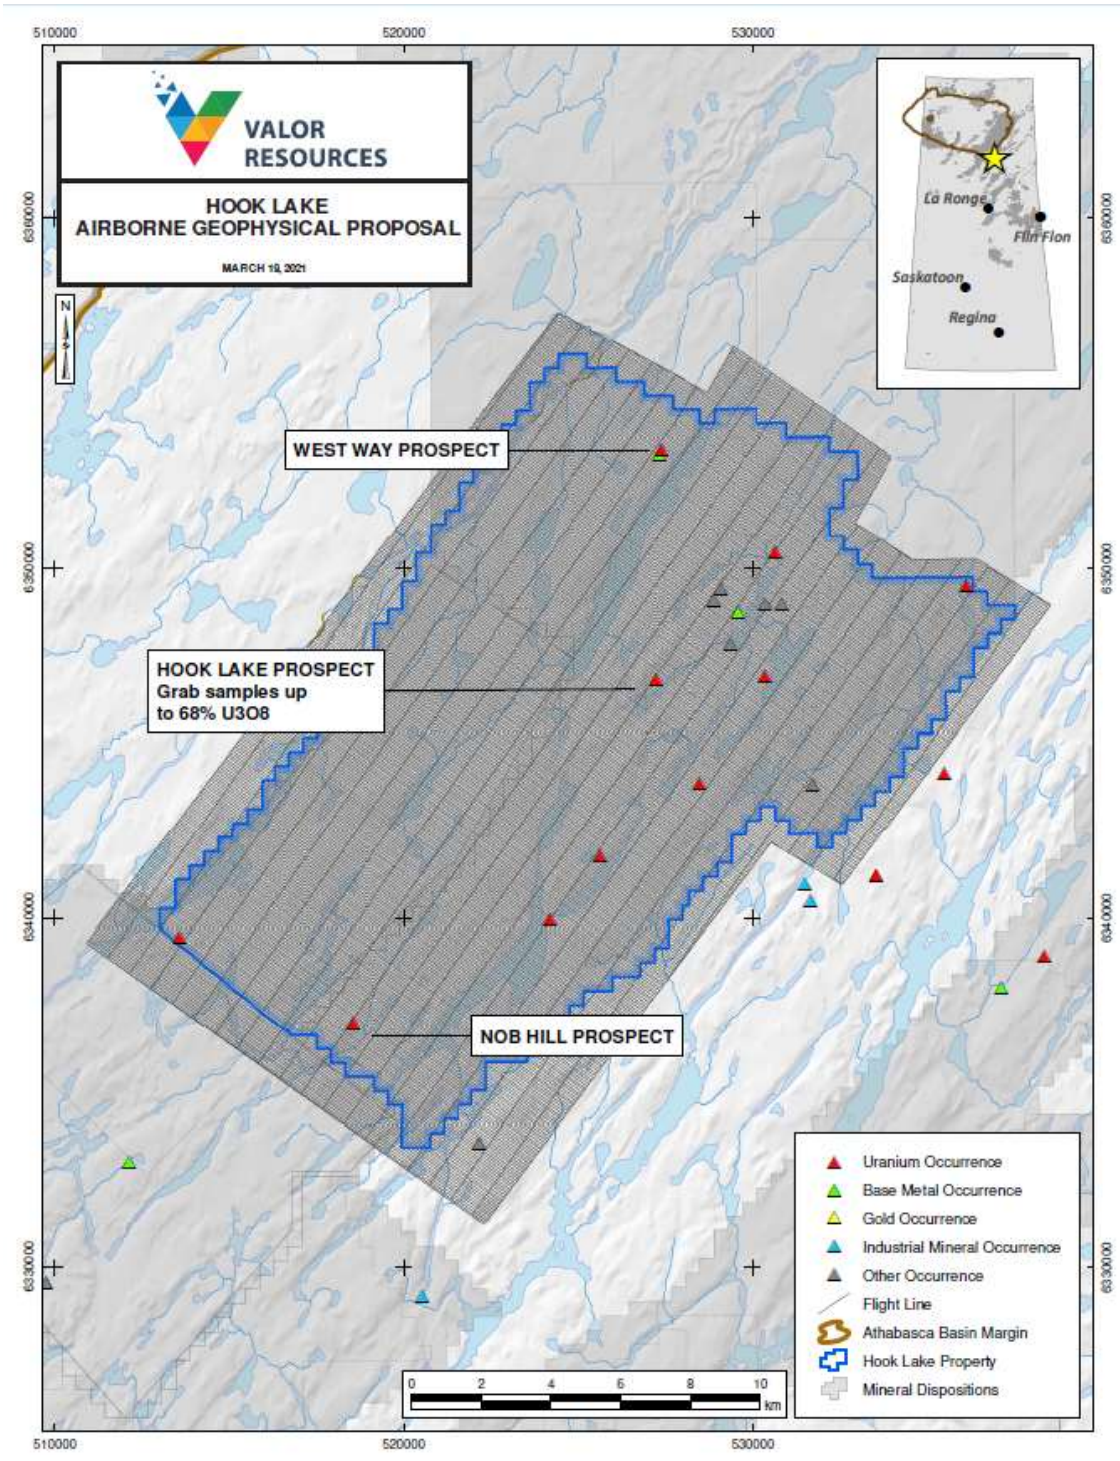 510000
520000
530000
VALOR
RESOURCES
HOOK LAKE
AIRBORNE GEOPHYSICAL PROPOSAL
MARCH 19, 2021
N
La Ronge
Flin Flon
Saskatoon
Regina
6360000
6360000
WEST WAY PROSPECT
6350000
6350000
HOOK LAKE PROSPECT
Grab samples up
to 68% U3O8
6340000
6340000
NOB HILL PROSPECT
6330000
6330000
Uranium Occurrence
Base Metal Occurrence
Gold Occurrence
Industrial Mineral Occurrence
Other Occurrence
Flight Line
Athabasca Basin Margin
Hook Lake Property
Mineral Dispositions
0 2 4 6 8 10
km
510000
520000
530000